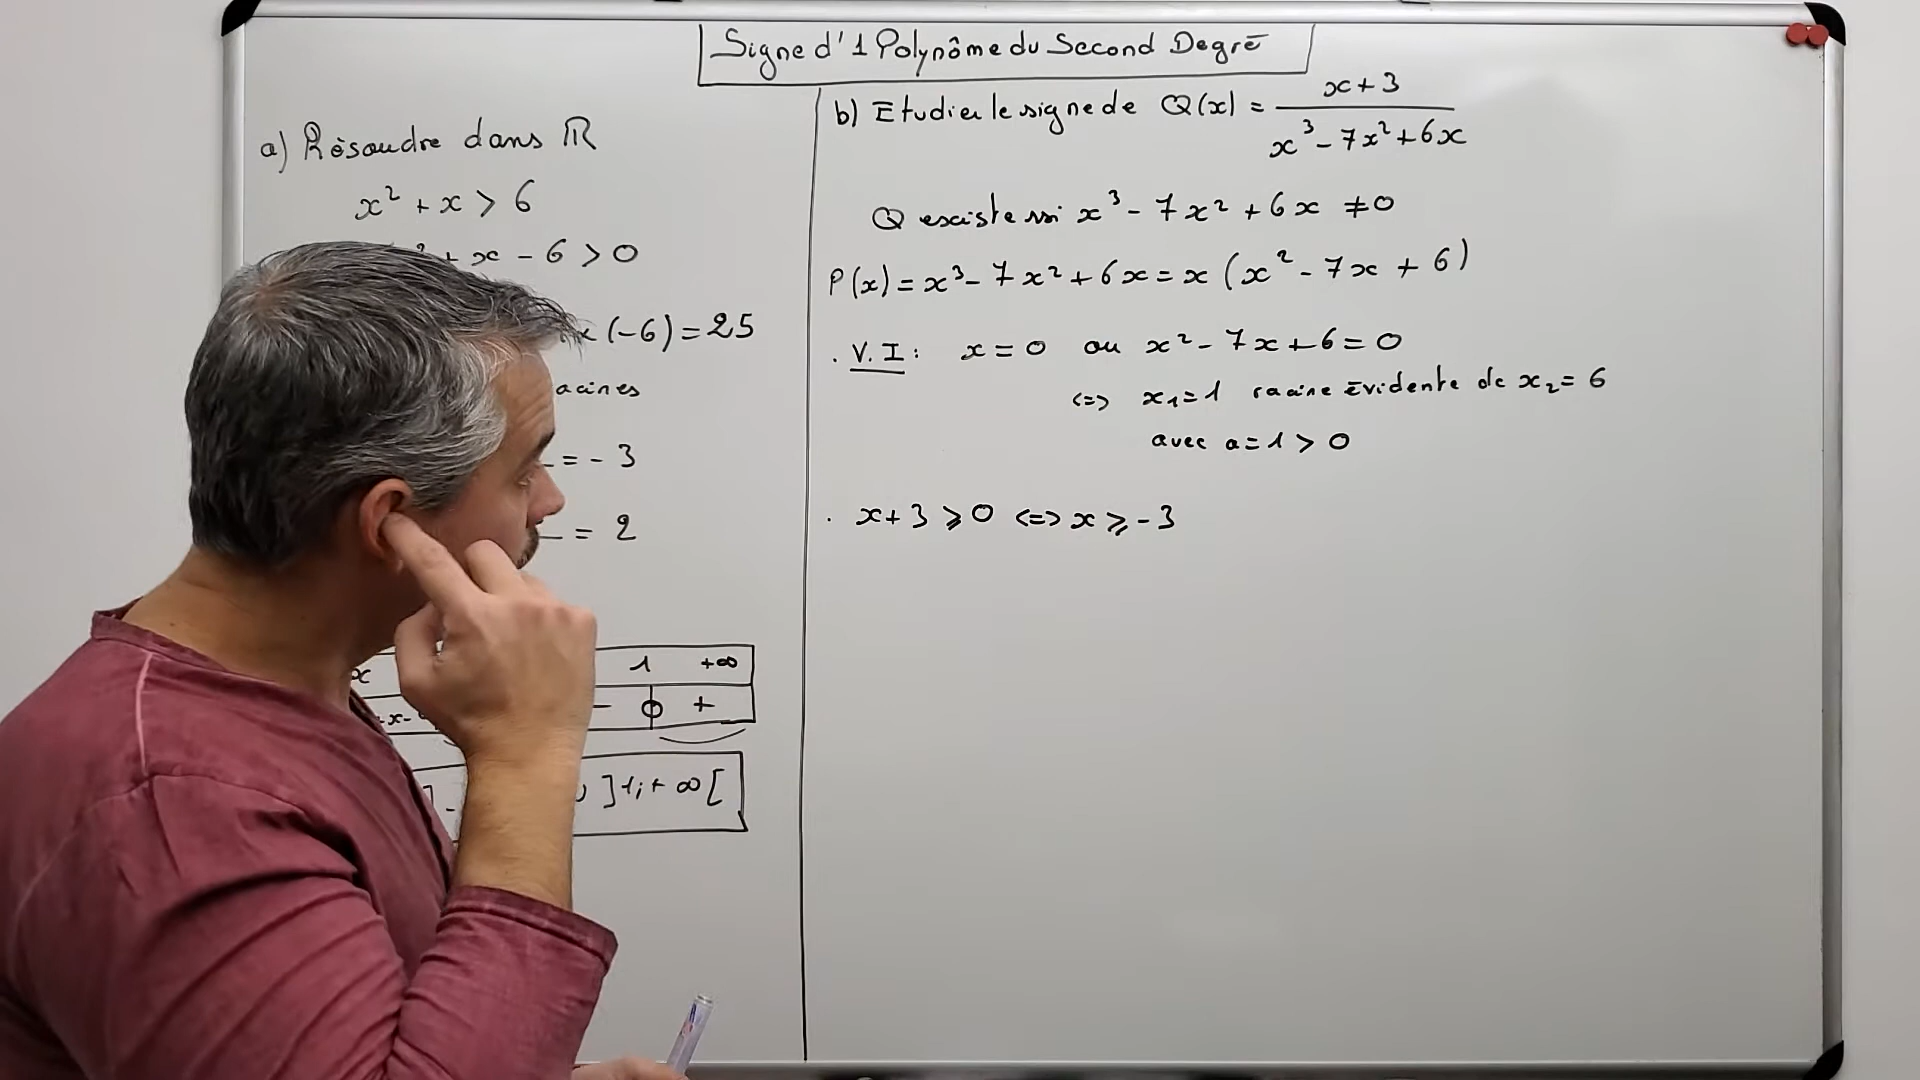 Signe d'1 Polynôme du Second Degré
a) Résoudre dans ℝ
x² + x > 6
² + x - 6 > 0
x (-6) = 25
acines
= - 3
= 2
x 1 +∞
+x- - 0 +
] - ] 1; + ∞ [
b) Etudier le signe de Q(x) = (x + 3) / (x³ - 7x² + 6x)
Q existe ssi x³ - 7x² + 6x ≠ 0
P(x) = x³ - 7x² + 6x = x (x² - 7x + 6)
. V.I : x = 0 ou x² - 7x + 6 = 0
<=> x₁ = 1 racine évidente de x₂ = 6
avec a = 1 > 0
. x + 3 ⩾ 0 <=> x ⩾ - 3